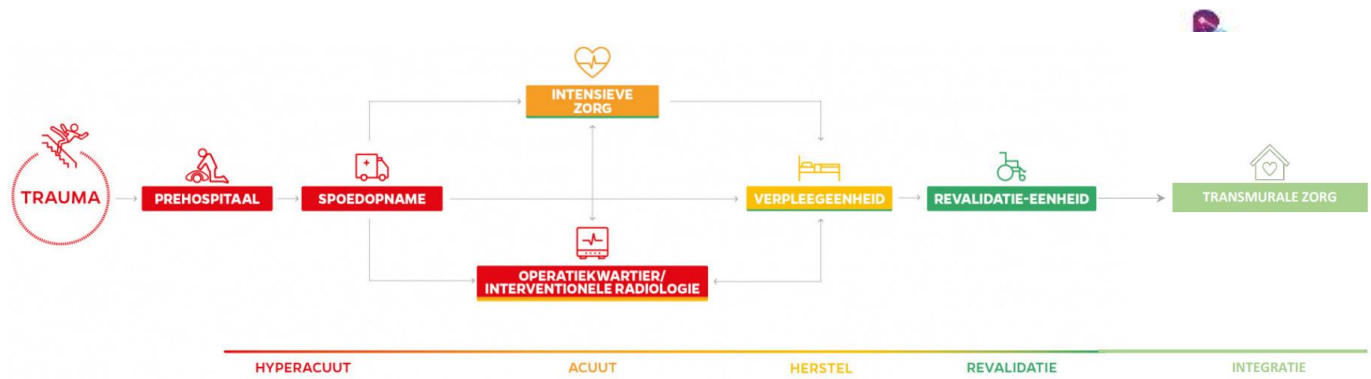 TRAUMA
PREHOSPITAAL
SPOEDOPNAME
INTENSIEVE
ZORG
OPERATIEKWARTIER/
INTERVENTIONELE RADIOLOGIE
VERPLEEGEENHEID
REVALIDATIE-EENHEID
TRANSMURALE ZORG
HYPERACUUT
ACUUT
HERSTEL
REVALIDATIE
INTEGRATIE